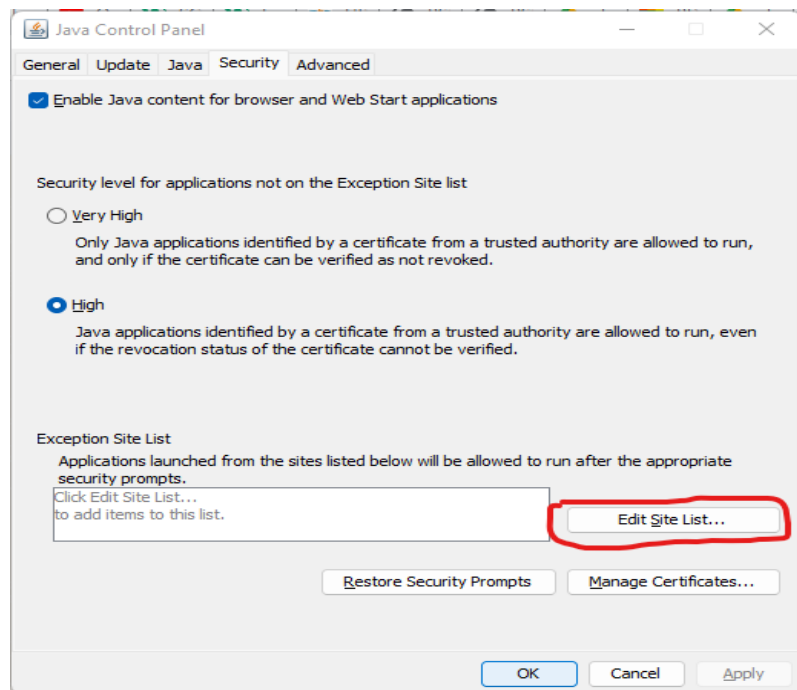 Java Control Panel
General Update Java Security Advanced
Enable Java content for browser and Web Start applications
Security level for applications not on the Exception Site list
Very High
Only Java applications identified by a certificate from a trusted authority are allowed to run,
and only if the certificate can be verified as not revoked.
High
Java applications identified by a certificate from a trusted authority are allowed to run, even
if the revocation status of the certificate cannot be verified.
Exception Site List
Applications launched from the sites listed below will be allowed to run after the appropriate
security prompts.
Click Edit Site List...
to add items to this list.
Edit Site List...
Restore Security Prompts Manage Certificates...
OK Cancel Apply